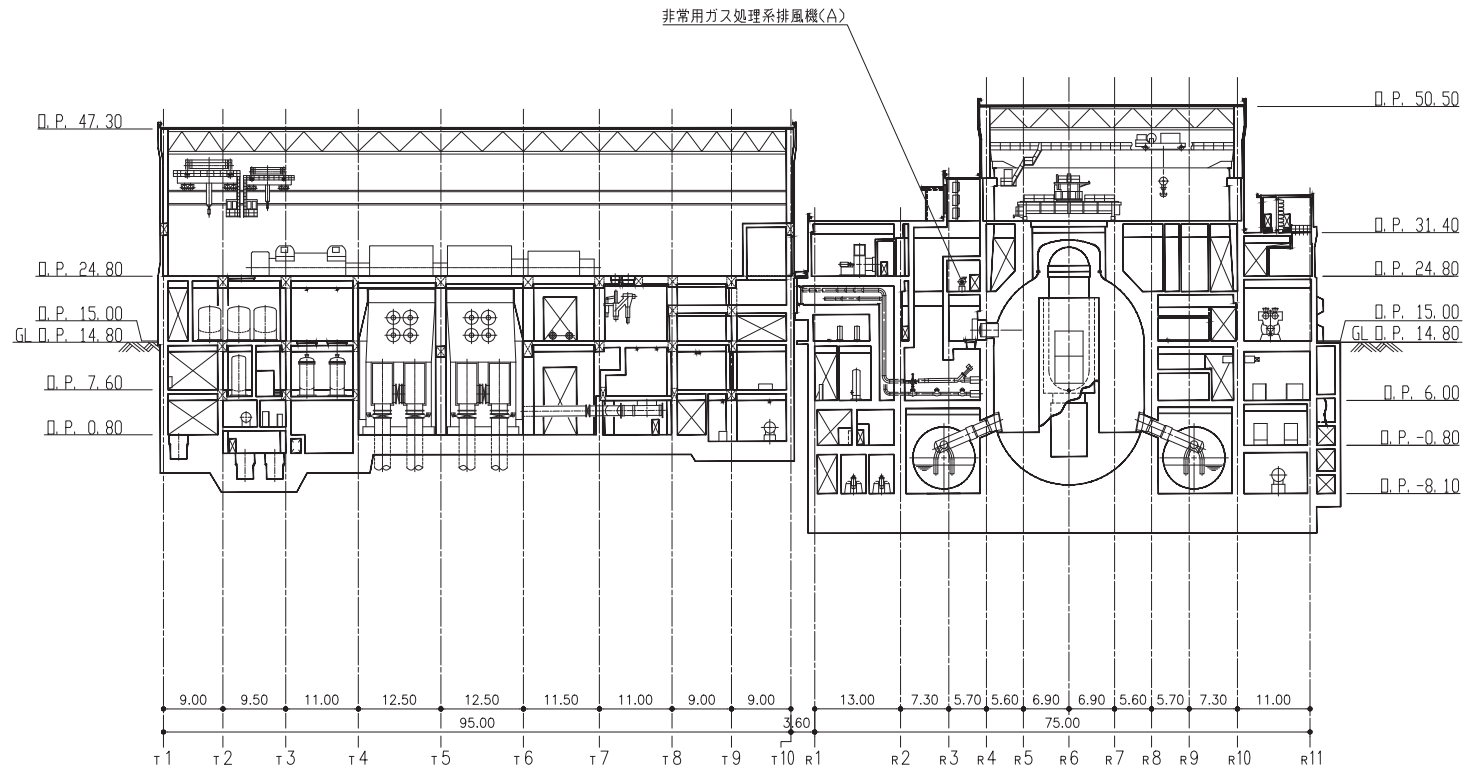 非常用ガス処理系排風機(A)
O.P. 47.30
O.P. 24.80
O.P. 15.00
GL O.P. 14.80
O.P. 7.60
O.P. 0.80
O.P. 50.50
O.P. 31.40
O.P. 24.80
O.P. 15.00
GL O.P. 14.80
O.P. 6.00
O.P. -0.80
O.P. -8.10
9.00 9.50 11.00 12.50 12.50 11.50 11.00 9.00 9.00 13.00 7.30 5.70 5.60 6.90 6.90 5.60 5.70 7.30 11.00
95.00 3.60 75.00
T1 T2 T3 T4 T5 T6 T7 T8 T9 T10 R1 R2 R3 R4 R5 R6 R7 R8 R9 R10 R11